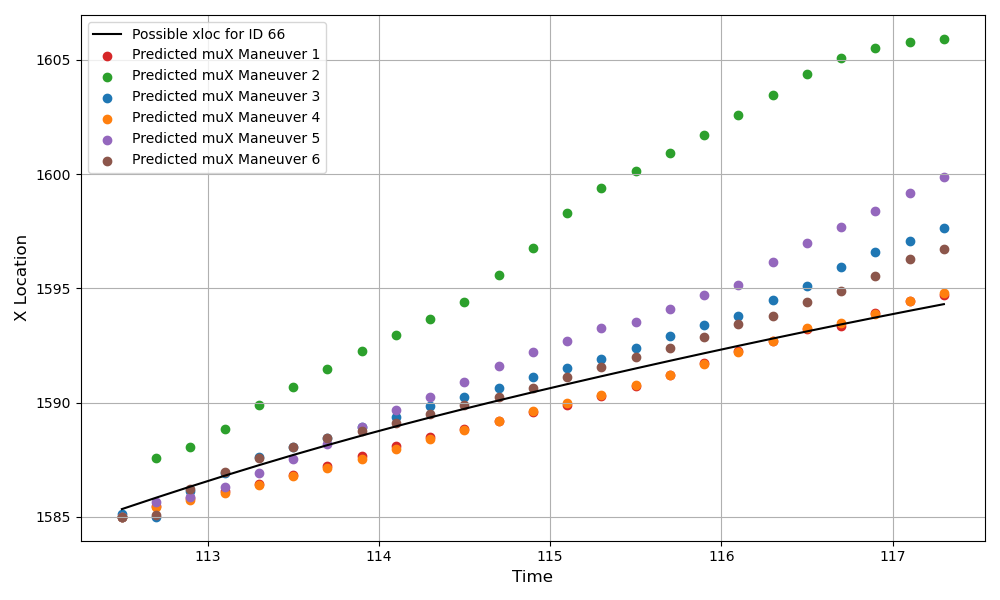 Possible xloc for ID 66
Predicted muX Maneuver 1
Predicted muX Maneuver 2
Predicted muX Maneuver 3
Predicted muX Maneuver 4
Predicted muX Maneuver 5
Predicted muX Maneuver 6
1605
1600
1595
1590
1585
X Location
113 114 115 116 117
Time